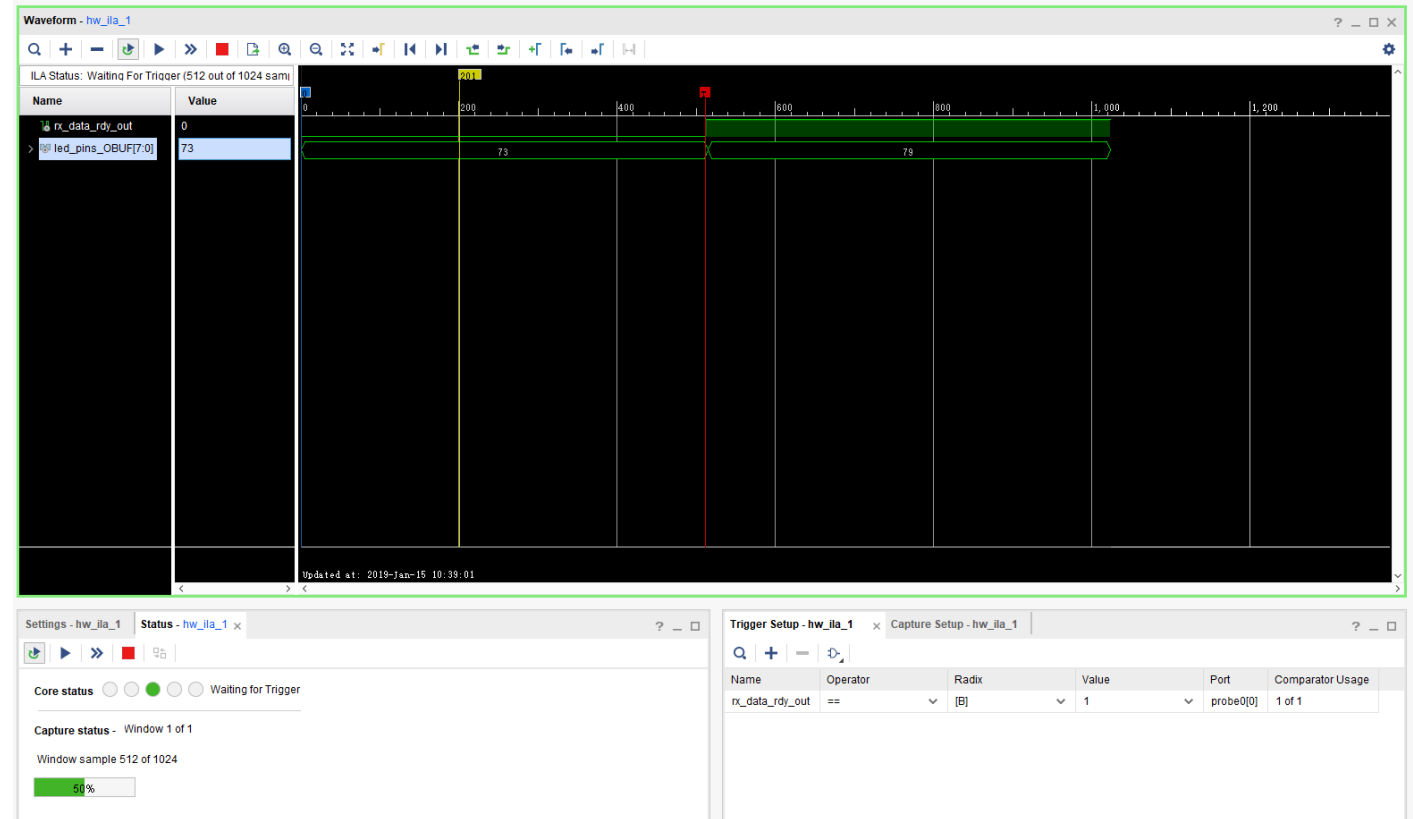 Waveform - hw_ila_1
ILA Status: Waiting For Trigger (512 out of 1024 samp
201
Name Value
0 200 400 600 800 1,000 1,200
rx_data_rdy_out 0
led_pins_OBUF[7:0] 73 73 79
Updated at: 2019-Jan-15 10:39:01
Settings - hw_ila_1 Status - hw_ila_1
Core status Waiting for Trigger
Capture status - Window 1 of 1
Window sample 512 of 1024
50%
Trigger Setup - hw_ila_1 Capture Setup - hw_ila_1
Name Operator Radix Value Port Comparator Usage
rx_data_rdy_out == [B] 1 probe0[0] 1 of 1